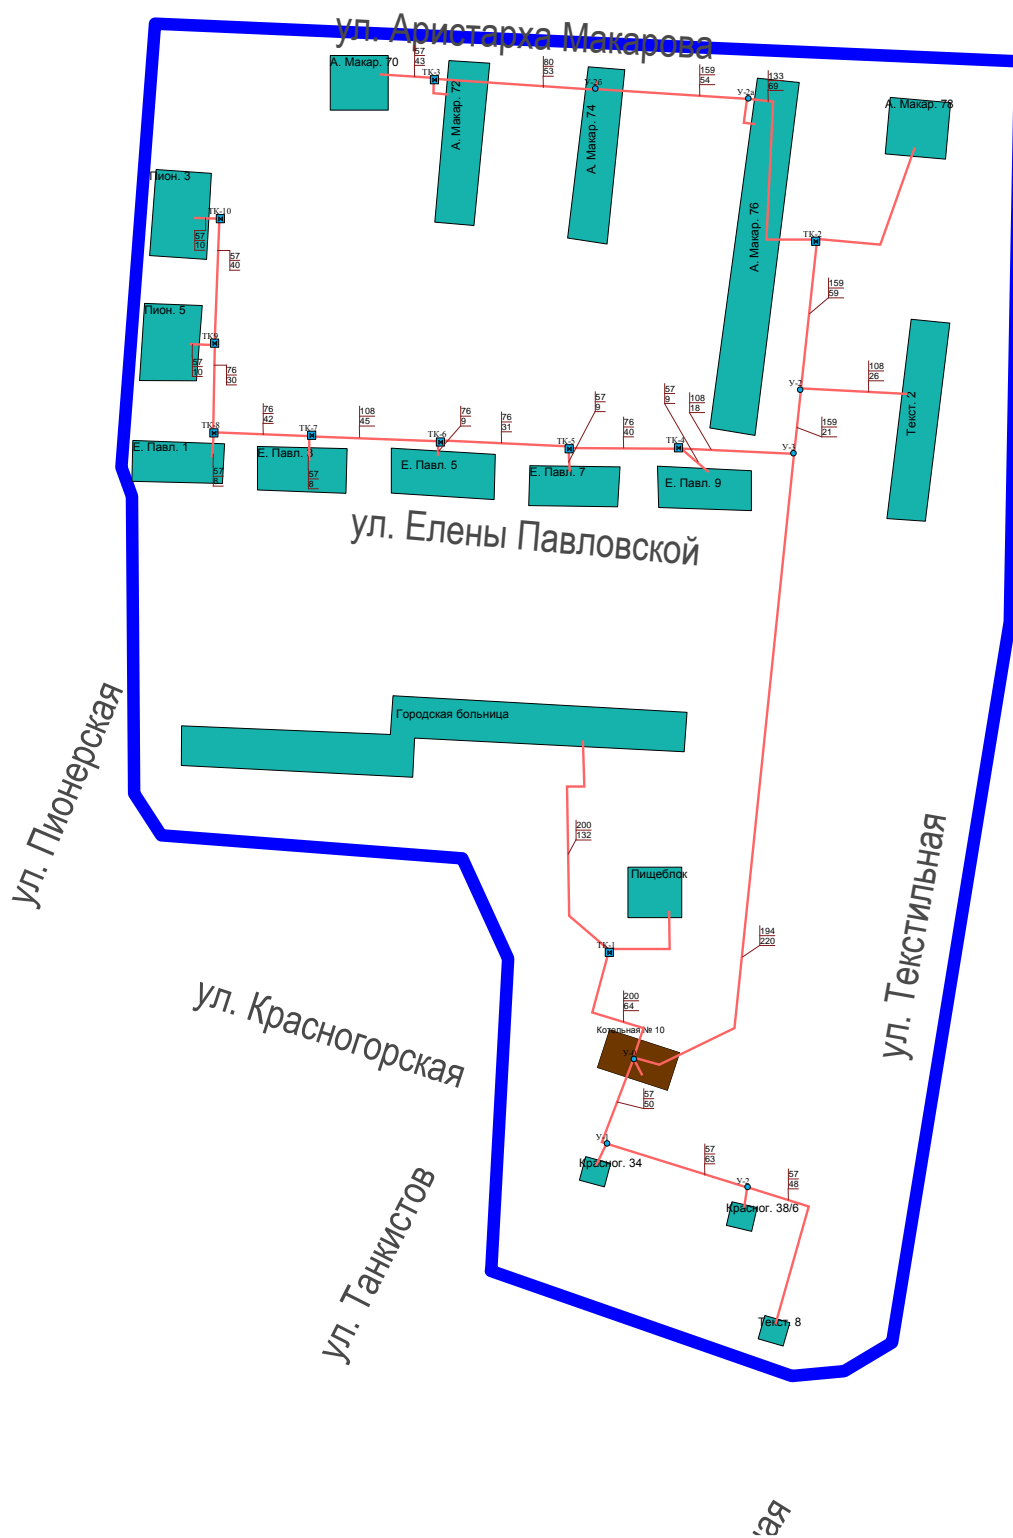 ул. Аристарха Макарова
А. Макар. 70
57
43
ТК-3
А. Макар. 72
80
53
У-2б
А. Макар. 74
159
54
У-2а
133
69
А. Макар. 76
А. Макар. 78
ТК-2
159
59
Пион. 3
ТК-10
57
10
57
40
Пион. 5
ТК9
57
10
76
30
У-2
108
26
Текст. 2
159
21
У-3
ТК-8
76
42
ТК-7
108
45
ТК-6
76
9
76
31
ТК-5
57
9
76
40
ТК-4
57
9
108
18
Е. Павл. 1
57
8
Е. Павл. 3
57
8
Е. Павл. 5
Е. Павл. 7
Е. Павл. 9
ул. Елены Павловской
ул. Пионерская
Городская больница
200
132
Пищеблок
ТК-1
194
220
ул. Текстильная
200
64
Котельная № 10
ул. Красногорская
57
50
У-1
Красног. 34
57
63
У-2
57
48
Красног. 38/6
Текст. 8
ул. Танкистов
ная